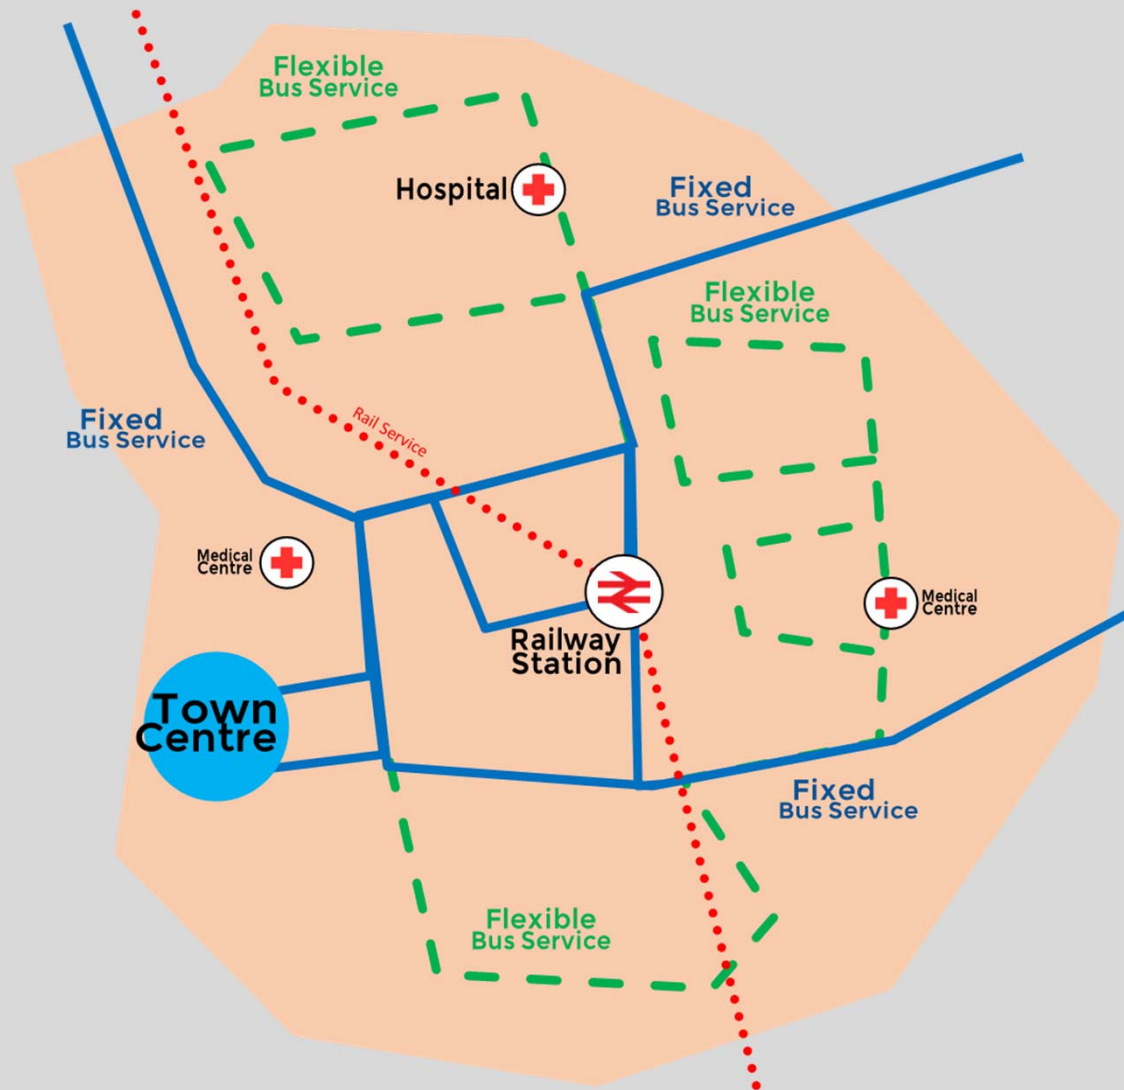 Flexible
Bus Service
Hospital
Fixed
Bus Service
Flexible
Bus Service
Fixed
Bus Service
Rail Service
Medical
Centre
Medical
Centre
Railway
Station
Town
Centre
Fixed
Bus Service
Flexible
Bus Service